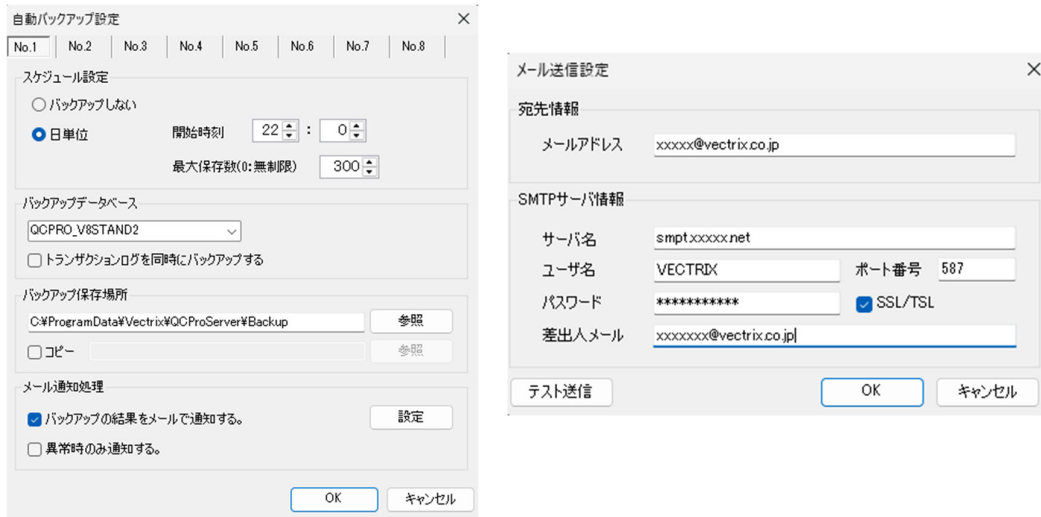 自動バックアップ設定
No.1 No.2 No.3 No.4 No.5 No.6 No.7 No.8
スケジュール設定
バックアップしない
日単位 開始時刻 22 : 0
最大保存数(0:無制限) 300
バックアップデータベース
QCPRO_V8STAND2
トランザクションログを同時にバックアップする
バックアップ保存場所
C:¥ProgramData¥Vectrix¥QCProServer¥Backup 参照
コピー 参照
メール通知処理
バックアップの結果をメールで通知する。 設定
異常時のみ通知する。
OK キャンセル
メール送信設定
宛先情報
メールアドレス xxxxx@vectrix.co.jp
SMTPサーバ情報
サーバ名 smpt.xxxxx.net
ユーザ名 VECTRIX ポート番号 587
パスワード *********** SSL/TSL
差出人メール xxxxxxx@vectrix.co.jp
テスト送信 OK キャンセル